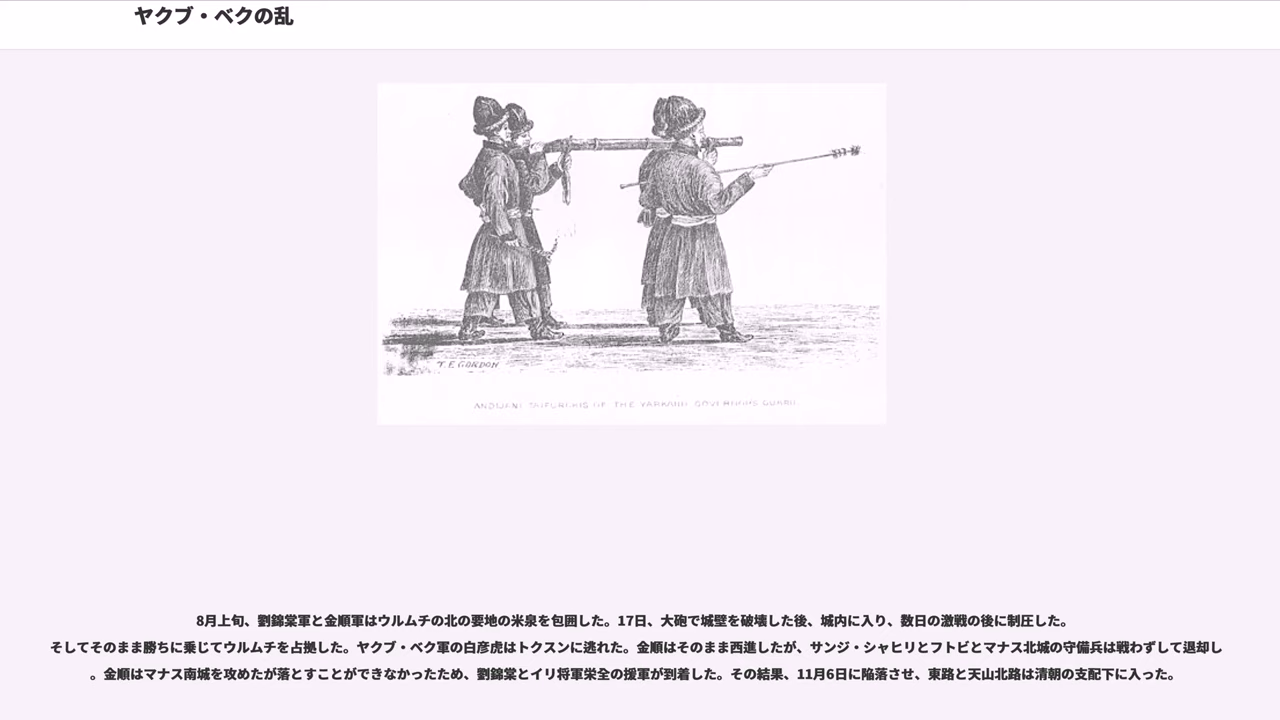 ヤクブ・ベクの乱
T.E GORDON
OF THE YARKAND GOVERNORS GUARD.
8月上旬、劉錦棠軍と金順軍はウルムチの北の要地の米泉を包囲した。17日、大砲で城壁を破壊した後、城内に入り、数日の激戦の後に制圧した。
そしてそのまま勝ちに乗じてウルムチを占拠した。ヤクブ・ベク軍の白彦虎はトクスンに逃れた。金順はそのまま西進したが、サンジ・シャヒリとフトビとマナス北城の守備兵は戦わずして退却し
。金順はマナス南城を攻めたが落とすことができなかったため、劉錦棠とイリ将軍栄全の援軍が到着した。その結果、11月6日に陥落させ、東路と天山北路は清朝の支配下に入った。